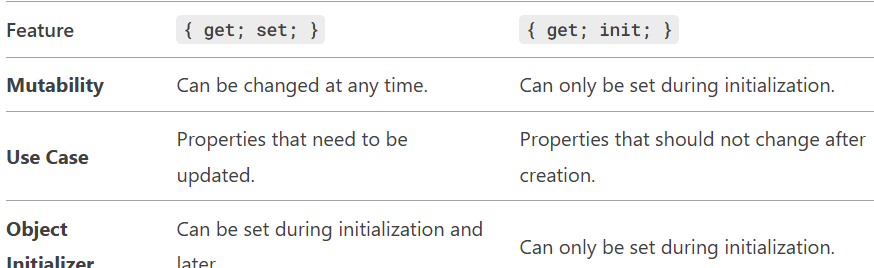 Feature { get; set; } { get; init; }
Mutability Can be changed at any time. Can only be set during initialization.
Use Case Properties that need to be updated. Properties that should not change after creation.
Object Initializer Can be set during initialization and later Can only be set during initialization.